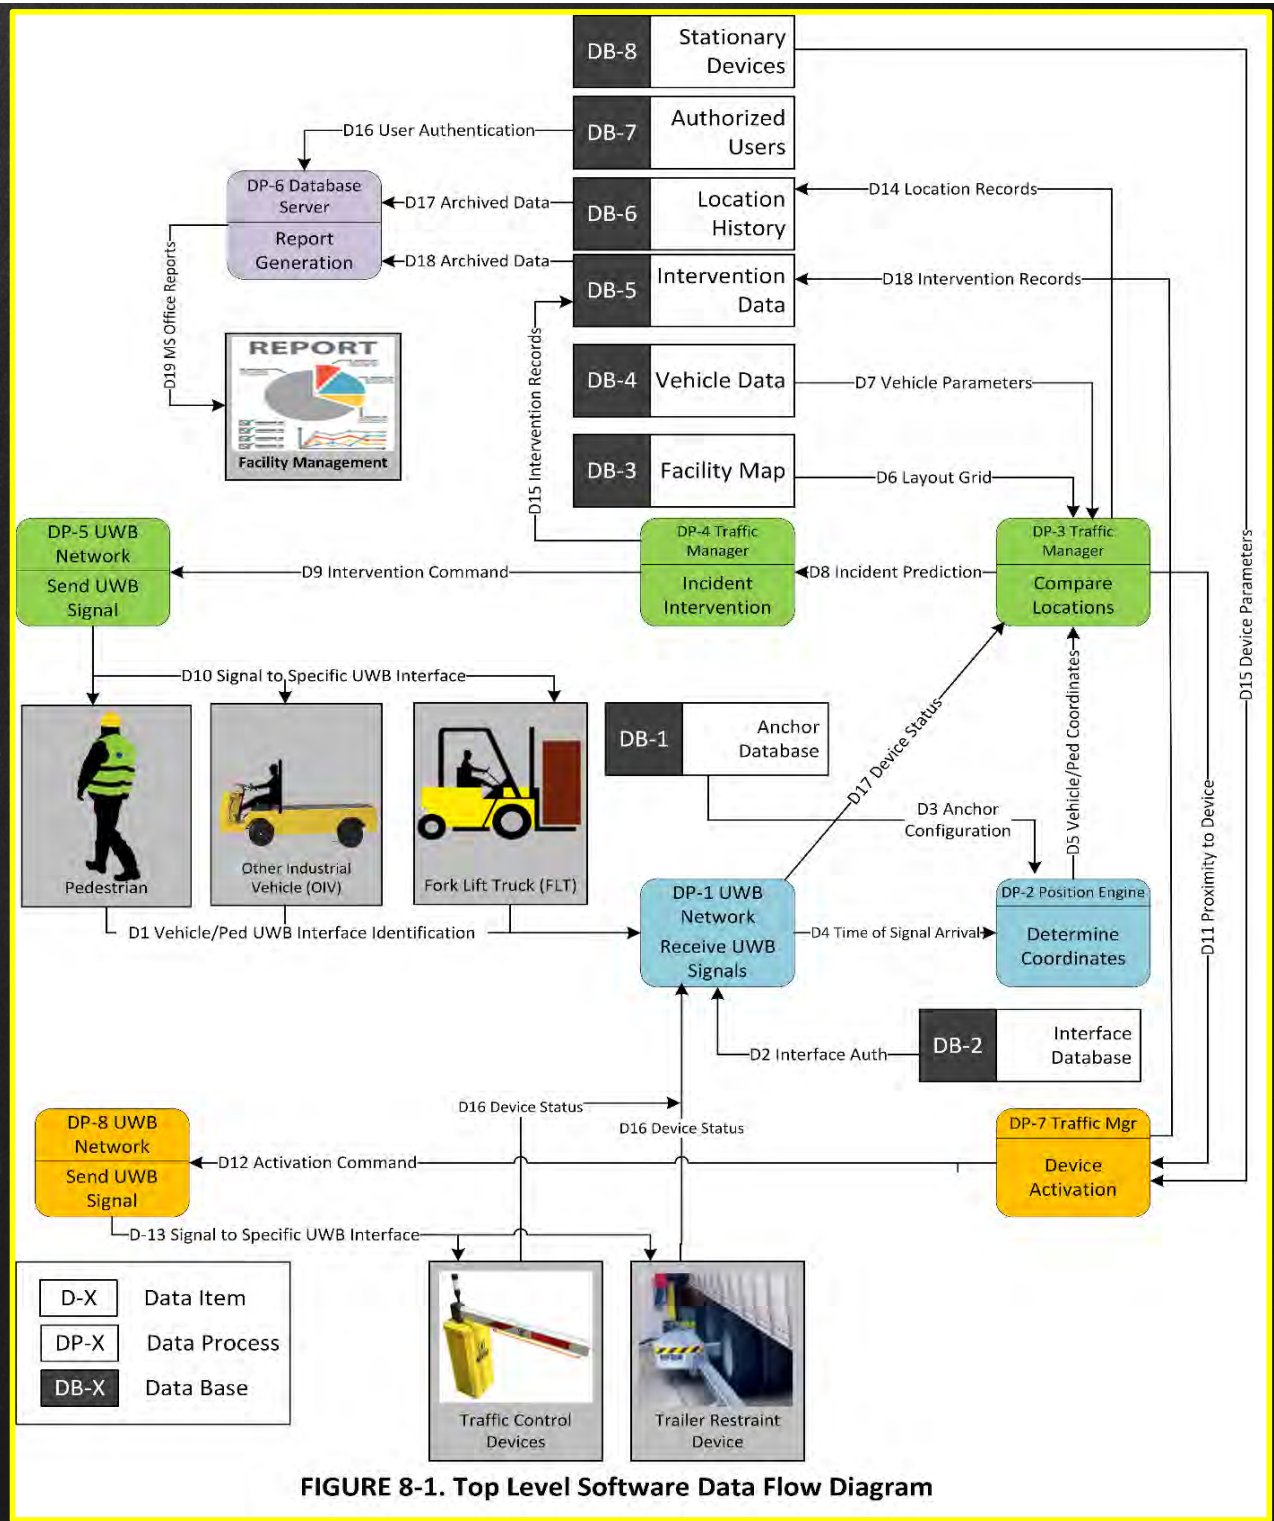 DB-8
Stationary
Devices
D16 User Authentication
DB-7
Authorized
Users
DP-6 Database
Server
Report
Generation
D17 Archived Data
DB-6
Location
History
D14 Location Records
D18 Archived Data
DB-5
Intervention
Data
D18 Intervention Records
D19 MS Office Reports
REPORT
Facility Management
D15 Intervention Records
DB-4
Vehicle Data
D7 Vehicle Parameters
DB-3
Facility Map
D6 Layout Grid
DP-5 UWB
Network
Send UWB
Signal
D9 Intervention Command
DP-4 Traffic
Manager
Incident
Intervention
D8 Incident Prediction
DP-3 Traffic
Manager
Compare
Locations
D15 Device Parameters
D10 Signal to Specific UWB Interface
Pedestrian
Other Industrial
Vehicle (OIV)
Fork Lift Truck (FLT)
DB-1
Anchor
Database
D17 Device Status
D3 Anchor
Configuration
D5 Vehicle/Ped Coordinates
D11 Proximity to Device
D1 Vehicle/Ped UWB Interface Identification
DP-1 UWB
Network
Receive UWB
Signals
D4 Time of Signal Arrival
DP-2 Position Engine
Determine
Coordinates
D2 Interface Auth
DB-2
Interface
Database
D16 Device Status
D16 Device Status
DP-8 UWB
Network
Send UWB
Signal
D12 Activation Command
DP-7 Traffic Mgr
Device
Activation
D-13 Signal to Specific UWB Interface
D-X
Data Item
DP-X
Data Process
DB-X
Data Base
Traffic Control
Devices
Trailer Restraint
Device
FIGURE 8-1. Top Level Software Data Flow Diagram